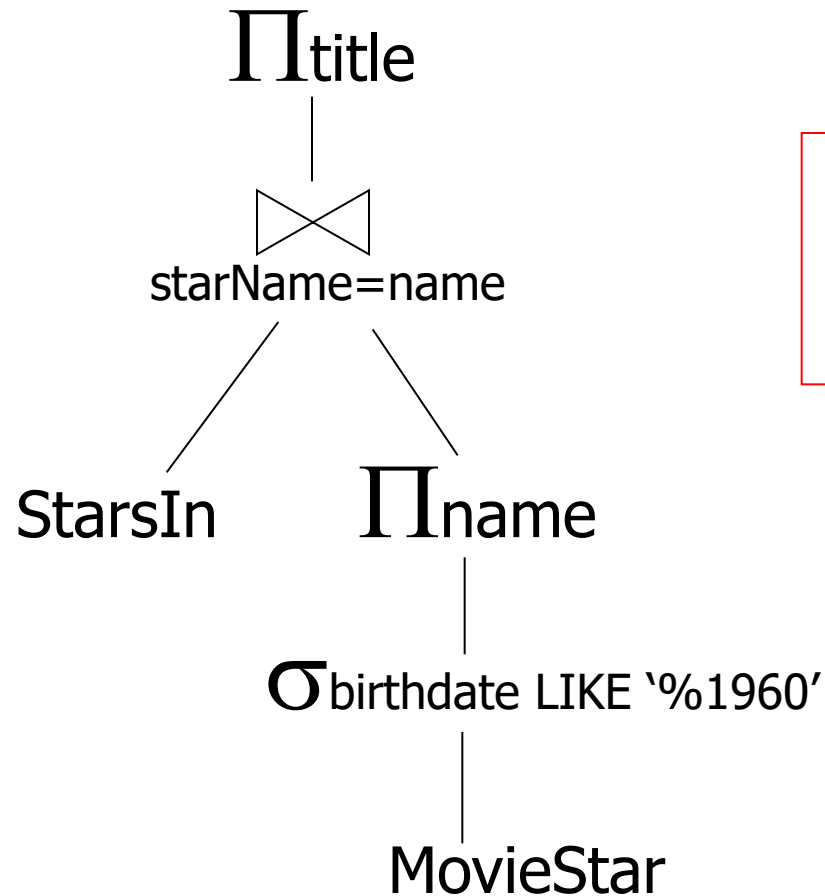 Πtitle
starName=name
StarsIn Πname
σbirthdate LIKE ‘%1960’
MovieStar